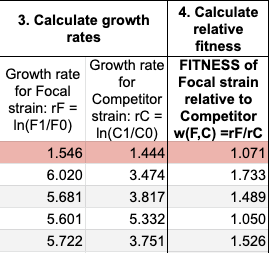 3. Calculate growth
rates
4. Calculate
relative
fitness
Growth rate
for Focal
strain: rF =
ln(F1/F0)
Growth rate
for
Competitor
strain: rC =
ln(C1/C0)
FITNESS of
Focal strain
relative to
Competitor
w(F,C) =rF/rC
1.546 1.444 1.071
6.020 3.474 1.733
5.681 3.817 1.489
5.601 5.332 1.050
5.722 3.751 1.526